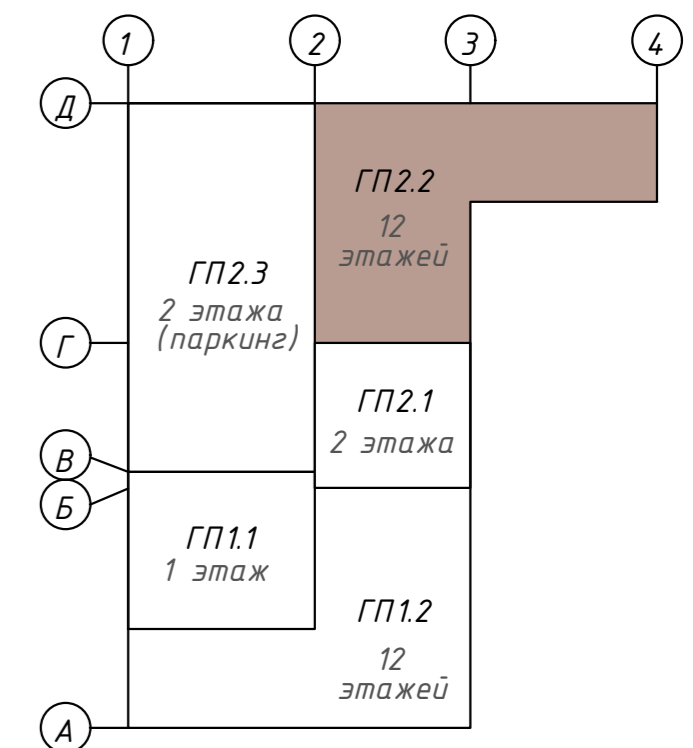 1 2 3 4
Д
ГП2.2
12
этажей
ГП2.3
2 этажа
(паркинг)
Г
ГП2.1
2 этажа
В
Б
ГП1.1
1 этаж
ГП1.2
12
этажей
А